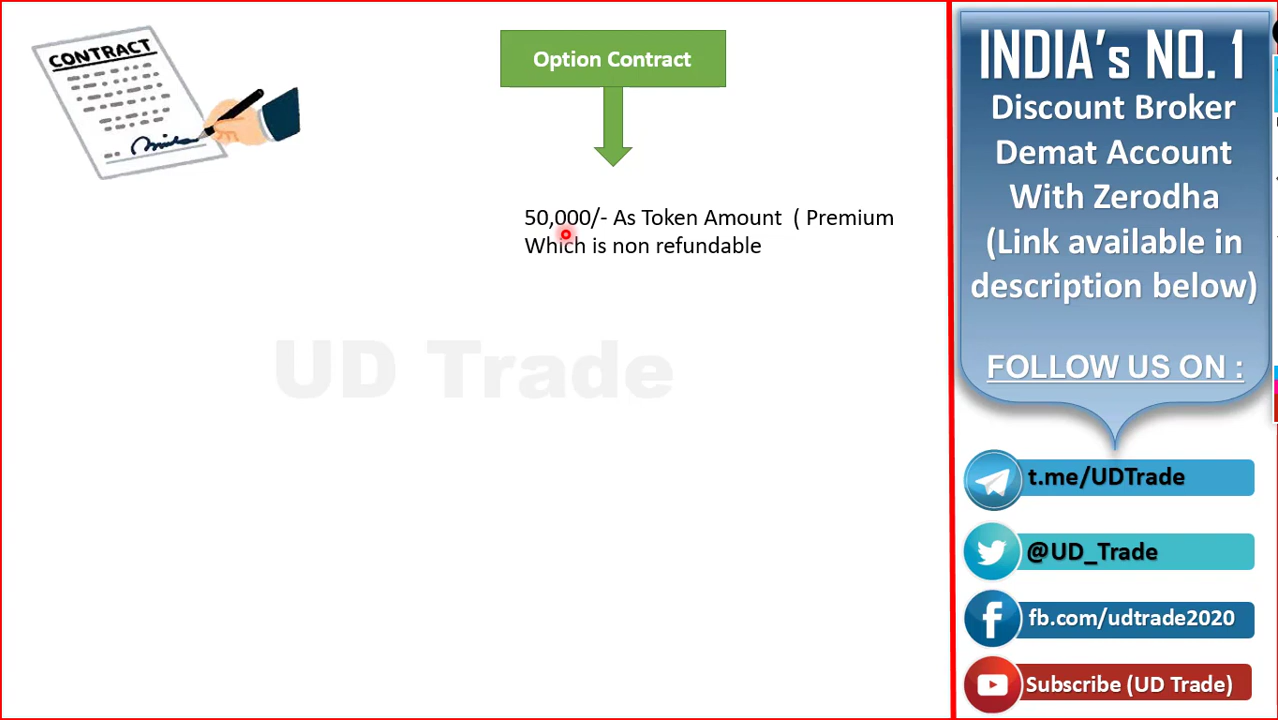 CONTRACT
Option Contract
50,000/- As Token Amount ( Premium
Which is non refundable
UD Trade
INDIA's NO. 1
Discount Broker
Demat Account
With Zerodha
(Link available in
description below)
FOLLOW US ON :
t.me/UDTrade
@UD_Trade
fb.com/udtrade2020
Subscribe (UD Trade)